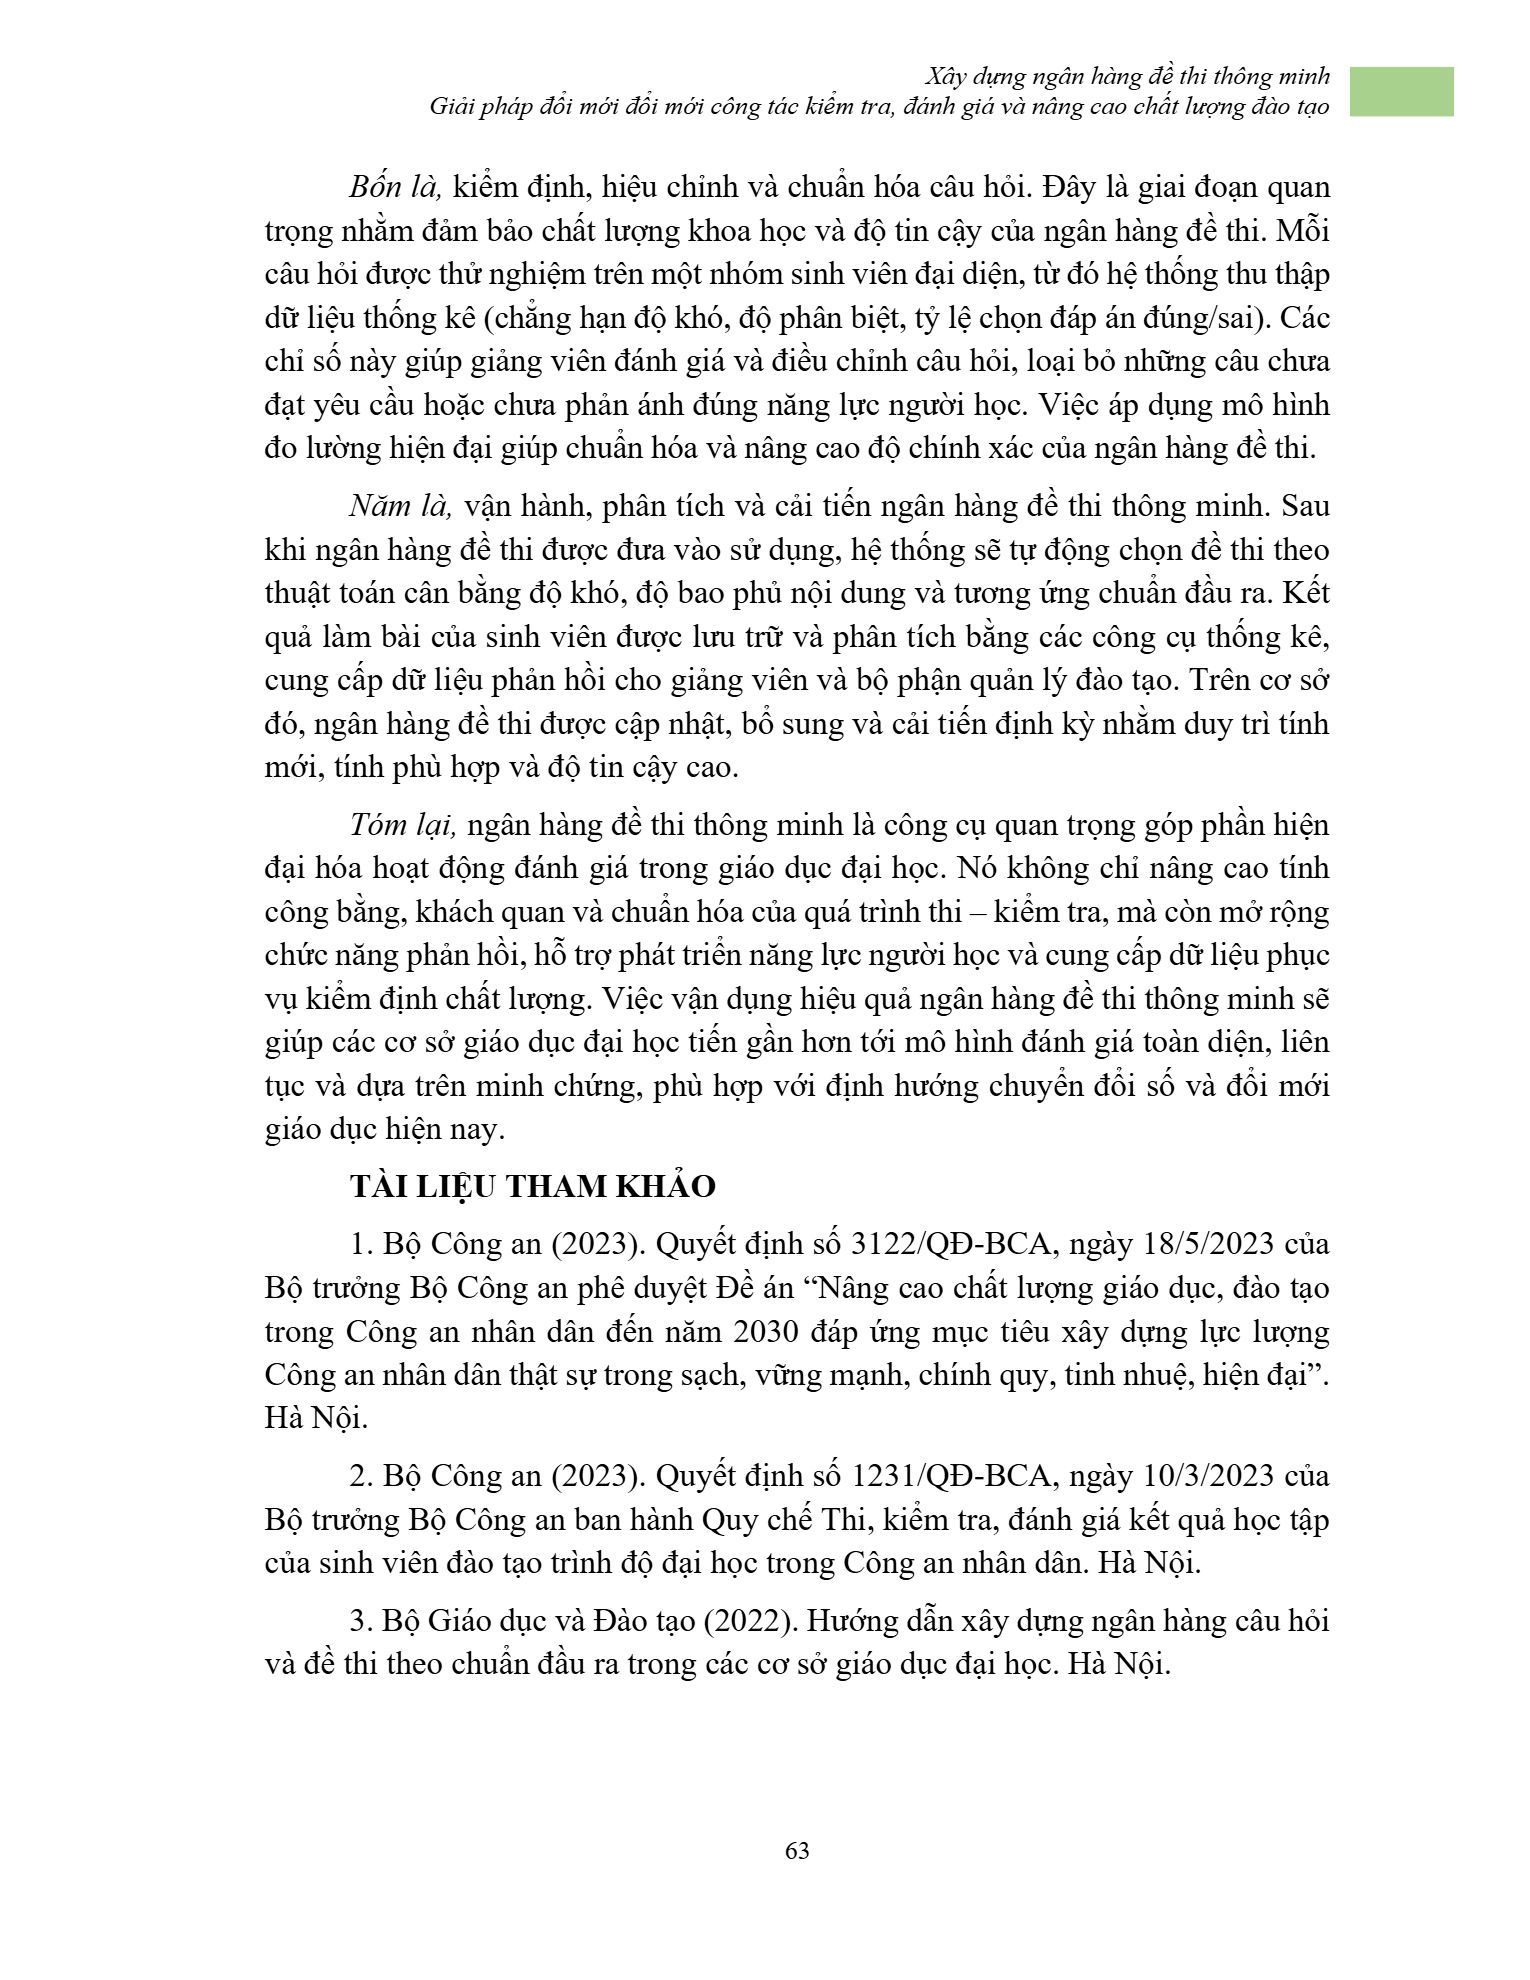 Xây dựng ngân hàng đề thi thông minh
Giải pháp đổi mới đổi mới công tác kiểm tra, đánh giá và nâng cao chất lượng đào tạo
Bốn là, kiểm định, hiệu chỉnh và chuẩn hóa câu hỏi. Đây là giai đoạn quan
trọng nhằm đảm bảo chất lượng khoa học và độ tin cậy của ngân hàng đề thi. Mỗi
câu hỏi được thử nghiệm trên một nhóm sinh viên đại diện, từ đó hệ thống thu thập
dữ liệu thống kê (chẳng hạn độ khó, độ phân biệt, tỷ lệ chọn đáp án đúng/sai). Các
chỉ số này giúp giảng viên đánh giá và điều chỉnh câu hỏi, loại bỏ những câu chưa
đạt yêu cầu hoặc chưa phản ánh đúng năng lực người học. Việc áp dụng mô hình
đo lường hiện đại giúp chuẩn hóa và nâng cao độ chính xác của ngân hàng đề thi.
Năm là, vận hành, phân tích và cải tiến ngân hàng đề thi thông minh. Sau
khi ngân hàng đề thi được đưa vào sử dụng, hệ thống sẽ tự động chọn đề thi theo
thuật toán cân bằng độ khó, độ bao phủ nội dung và tương ứng chuẩn đầu ra. Kết
quả làm bài của sinh viên được lưu trữ và phân tích bằng các công cụ thống kê,
cung cấp dữ liệu phản hồi cho giảng viên và bộ phận quản lý đào tạo. Trên cơ sở
đó, ngân hàng đề thi được cập nhật, bổ sung và cải tiến định kỳ nhằm duy trì tính
mới, tính phù hợp và độ tin cậy cao.
Tóm lại, ngân hàng đề thi thông minh là công cụ quan trọng góp phần hiện
đại hóa hoạt động đánh giá trong giáo dục đại học. Nó không chỉ nâng cao tính
công bằng, khách quan và chuẩn hóa của quá trình thi – kiểm tra, mà còn mở rộng
chức năng phản hồi, hỗ trợ phát triển năng lực người học và cung cấp dữ liệu phục
vụ kiểm định chất lượng. Việc vận dụng hiệu quả ngân hàng đề thi thông minh sẽ
giúp các cơ sở giáo dục đại học tiến gần hơn tới mô hình đánh giá toàn diện, liên
tục và dựa trên minh chứng, phù hợp với định hướng chuyển đổi số và đổi mới
giáo dục hiện nay.
TÀI LIỆU THAM KHẢO
1. Bộ Công an (2023). Quyết định số 3122/QĐ-BCA, ngày 18/5/2023 của
Bộ trưởng Bộ Công an phê duyệt Đề án “Nâng cao chất lượng giáo dục, đào tạo
trong Công an nhân dân đến năm 2030 đáp ứng mục tiêu xây dựng lực lượng
Công an nhân dân thật sự trong sạch, vững mạnh, chính quy, tinh nhuệ, hiện đại”.
Hà Nội.
2. Bộ Công an (2023). Quyết định số 1231/QĐ-BCA, ngày 10/3/2023 của
Bộ trưởng Bộ Công an ban hành Quy chế Thi, kiểm tra, đánh giá kết quả học tập
của sinh viên đào tạo trình độ đại học trong Công an nhân dân. Hà Nội.
3. Bộ Giáo dục và Đào tạo (2022). Hướng dẫn xây dựng ngân hàng câu hỏi
và đề thi theo chuẩn đầu ra trong các cơ sở giáo dục đại học. Hà Nội.
63